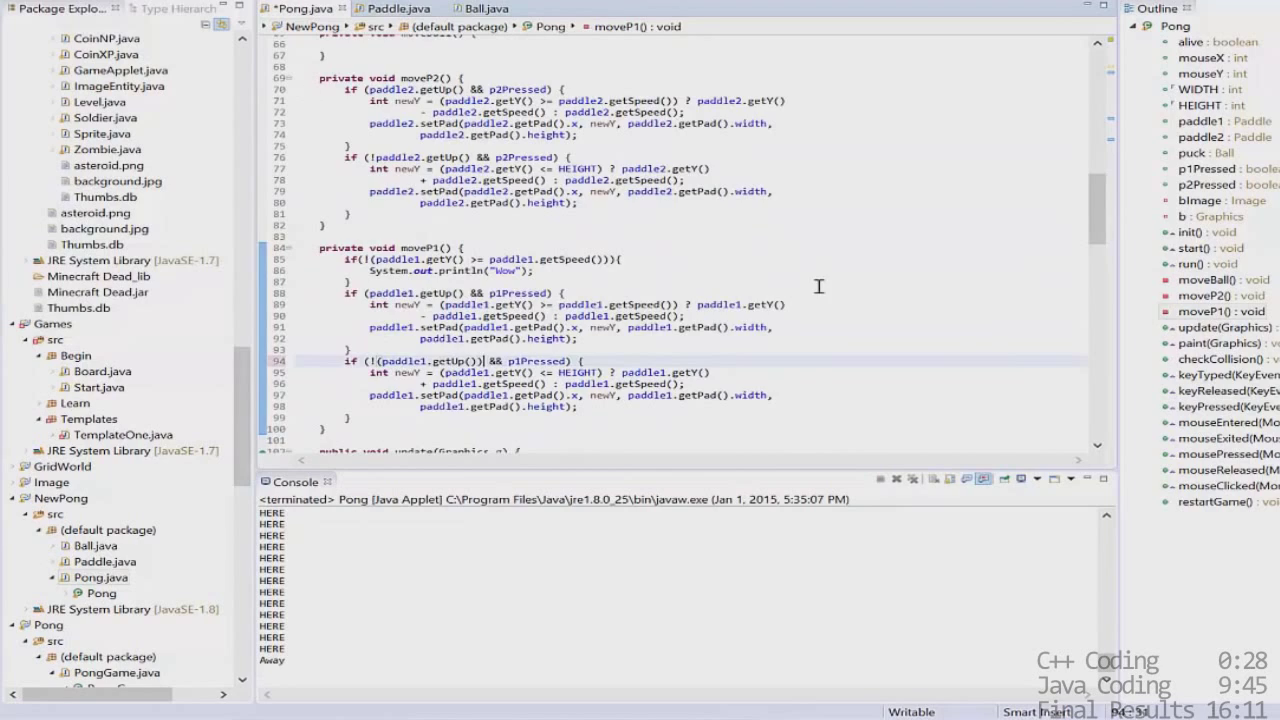 Package Explo...
Type Hierarch
CoinNP.java
CoinXP.java
GameApplet.java
ImageEntity.java
Level.java
Soldier.java
Sprite.java
Zombie.java
asteroid.png
background.jpg
Thumbs.db
asteroid.png
background.jpg
Thumbs.db
JRE System Library [JavaSE-1.7]
Minecraft Dead_lib
Minecraft Dead.jar
Thumbs.db
Games
src
Begin
Board.java
Start.java
Learn
Templates
TemplateOne.java
JRE System Library [JavaSE-1.7]
GridWorld
Image
NewPong
src
(default package)
Ball.java
Paddle.java
Pong.java
Pong
JRE System Library [JavaSE-1.8]
Pong
src
(default package)
PongGame.java
*Pong.java
Paddle.java
Ball.java
NewPong src (default package) Pong moveP1() : void
66
67 }
68
69 private void moveP2() {
70 if (paddle2.getUp() && p2Pressed) {
71 int newY = (paddle2.getY() >= paddle2.getSpeed()) ? paddle2.getY()
72 - paddle2.getSpeed() : paddle2.getSpeed();
73 paddle2.setPad(paddle2.getPad().x, newY, paddle2.getPad().width,
74 paddle2.getPad().height);
75 }
76 if (!paddle2.getUp() && p2Pressed) {
77 int newY = (paddle2.getY() <= HEIGHT) ? paddle2.getY()
78 + paddle2.getSpeed() : paddle2.getSpeed();
79 paddle2.setPad(paddle2.getPad().x, newY, paddle2.getPad().width,
80 paddle2.getPad().height);
81 }
82 }
83
84 private void moveP1() {
85 if(!(paddle1.getY() >= paddle1.getSpeed())){
86 System.out.println("Wow");
87 }
88 if (paddle1.getUp() && p1Pressed) {
89 int newY = (paddle1.getY() >= paddle1.getSpeed()) ? paddle1.getY()
90 - paddle1.getSpeed() : paddle1.getSpeed();
91 paddle1.setPad(paddle1.getPad().x, newY, paddle1.getPad().width,
92 paddle1.getPad().height);
93 }
94 if (!(paddle1.getUp()) && p1Pressed) {
95 int newY = (paddle1.getY() <= HEIGHT) ? paddle1.getY()
96 + paddle1.getSpeed() : paddle1.getSpeed();
97 paddle1.setPad(paddle1.getPad().x, newY, paddle1.getPad().width,
98 paddle1.getPad().height);
99 }
100 }
101
public void update(Graphics g) {
Console
<terminated> Pong [Java Applet] C:\Program Files\Java\jre1.8.0_25\bin\javaw.exe (Jan 1, 2015, 5:35:07 PM)
HERE
HERE
HERE
HERE
HERE
HERE
HERE
HERE
HERE
HERE
HERE
HERE
HERE
Away
Outline
Pong
alive : boolean
mouseX : int
mouseY : int
WIDTH : int
HEIGHT : int
paddle1 : Paddle
paddle2 : Paddle
puck : Ball
p1Pressed : boolean
p2Pressed : boolean
bImage : Image
b : Graphics
init() : void
start() : void
run() : void
moveBall() : void
moveP2() : void
moveP1() : void
update(Graphics) :
paint(Graphics) : v
checkCollision() :
keyTyped(KeyEven
keyReleased(KeyE
keyPressed(KeyEv
mouseEntered(Mo
mouseExited(Mou
mousePressed(Mo
mouseReleased(M
mouseClicked(Mou
restartGame() : voi
C++ Coding 0:28
Java Coding 9:45
Final Results 16:11
Writable
Smart Insert